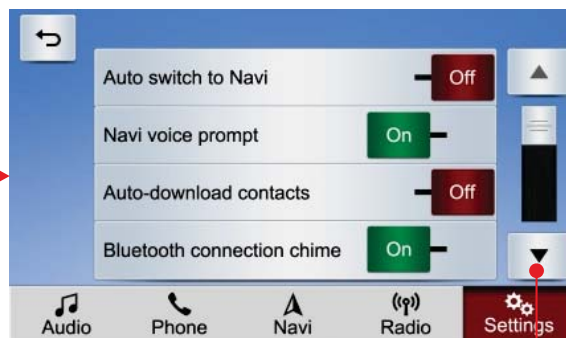 Auto switch to Navi Off
Navi voice prompt On
Auto-download contacts Off
Bluetooth connection chime On
Audio Phone Navi Radio Settings